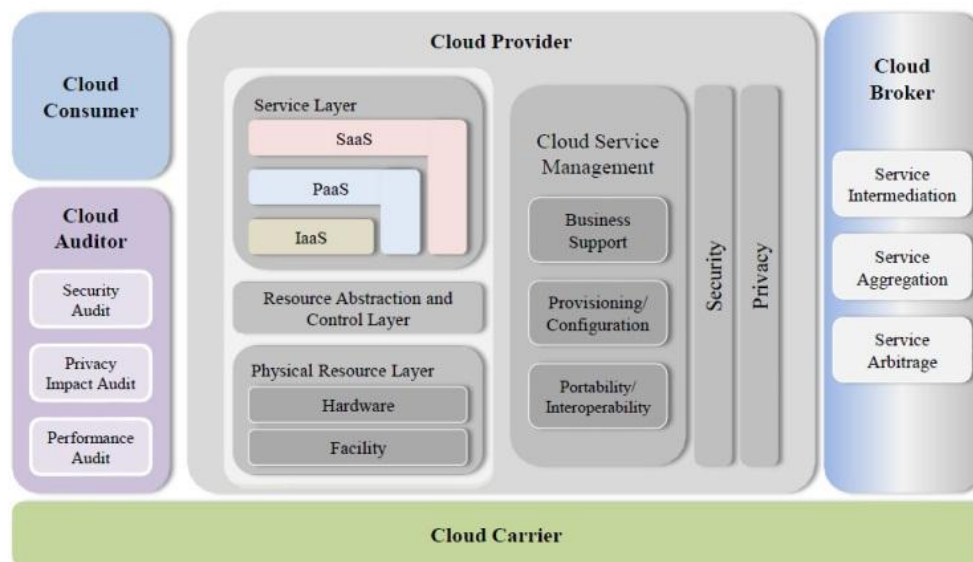 Cloud
Consumer
Cloud
Auditor
Security
Audit
Privacy
Impact Audit
Performance
Audit
Cloud Provider
Service Layer
SaaS
PaaS
IaaS
Resource Abstraction and
Control Layer
Physical Resource Layer
Hardware
Facility
Cloud Service
Management
Business
Support
Provisioning/
Configuration
Portability/
Interoperability
Security
Privacy
Cloud
Broker
Service
Intermediation
Service
Aggregation
Service
Arbitrage
Cloud Carrier